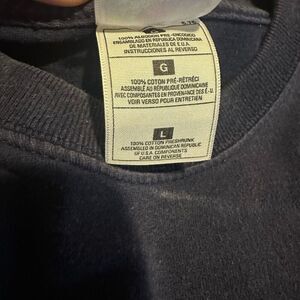 100% ALGODON PRE-ENCOGIDO
ENSAMBLADO EN REPUBLICA DOMINICANA
DE MATERIALES DE E.U.A.
INSTRUCCIONES AL REVERSO
G
100% COTON PRÉ-RÉTRÉCI
ASSEMBLÉ AU RÉPUBLIQUE DOMINICAINE
AVEC COMPOSANTES EN PROVENANCE DES É.-U.
VOIR VERSO POUR ENTRETIEN
L
100% COTTON PRESHRUNK
ASSEMBLED IN DOMINICAN REPUBLIC
OF U.S.A. COMPONENTS
CARE ON REVERSE